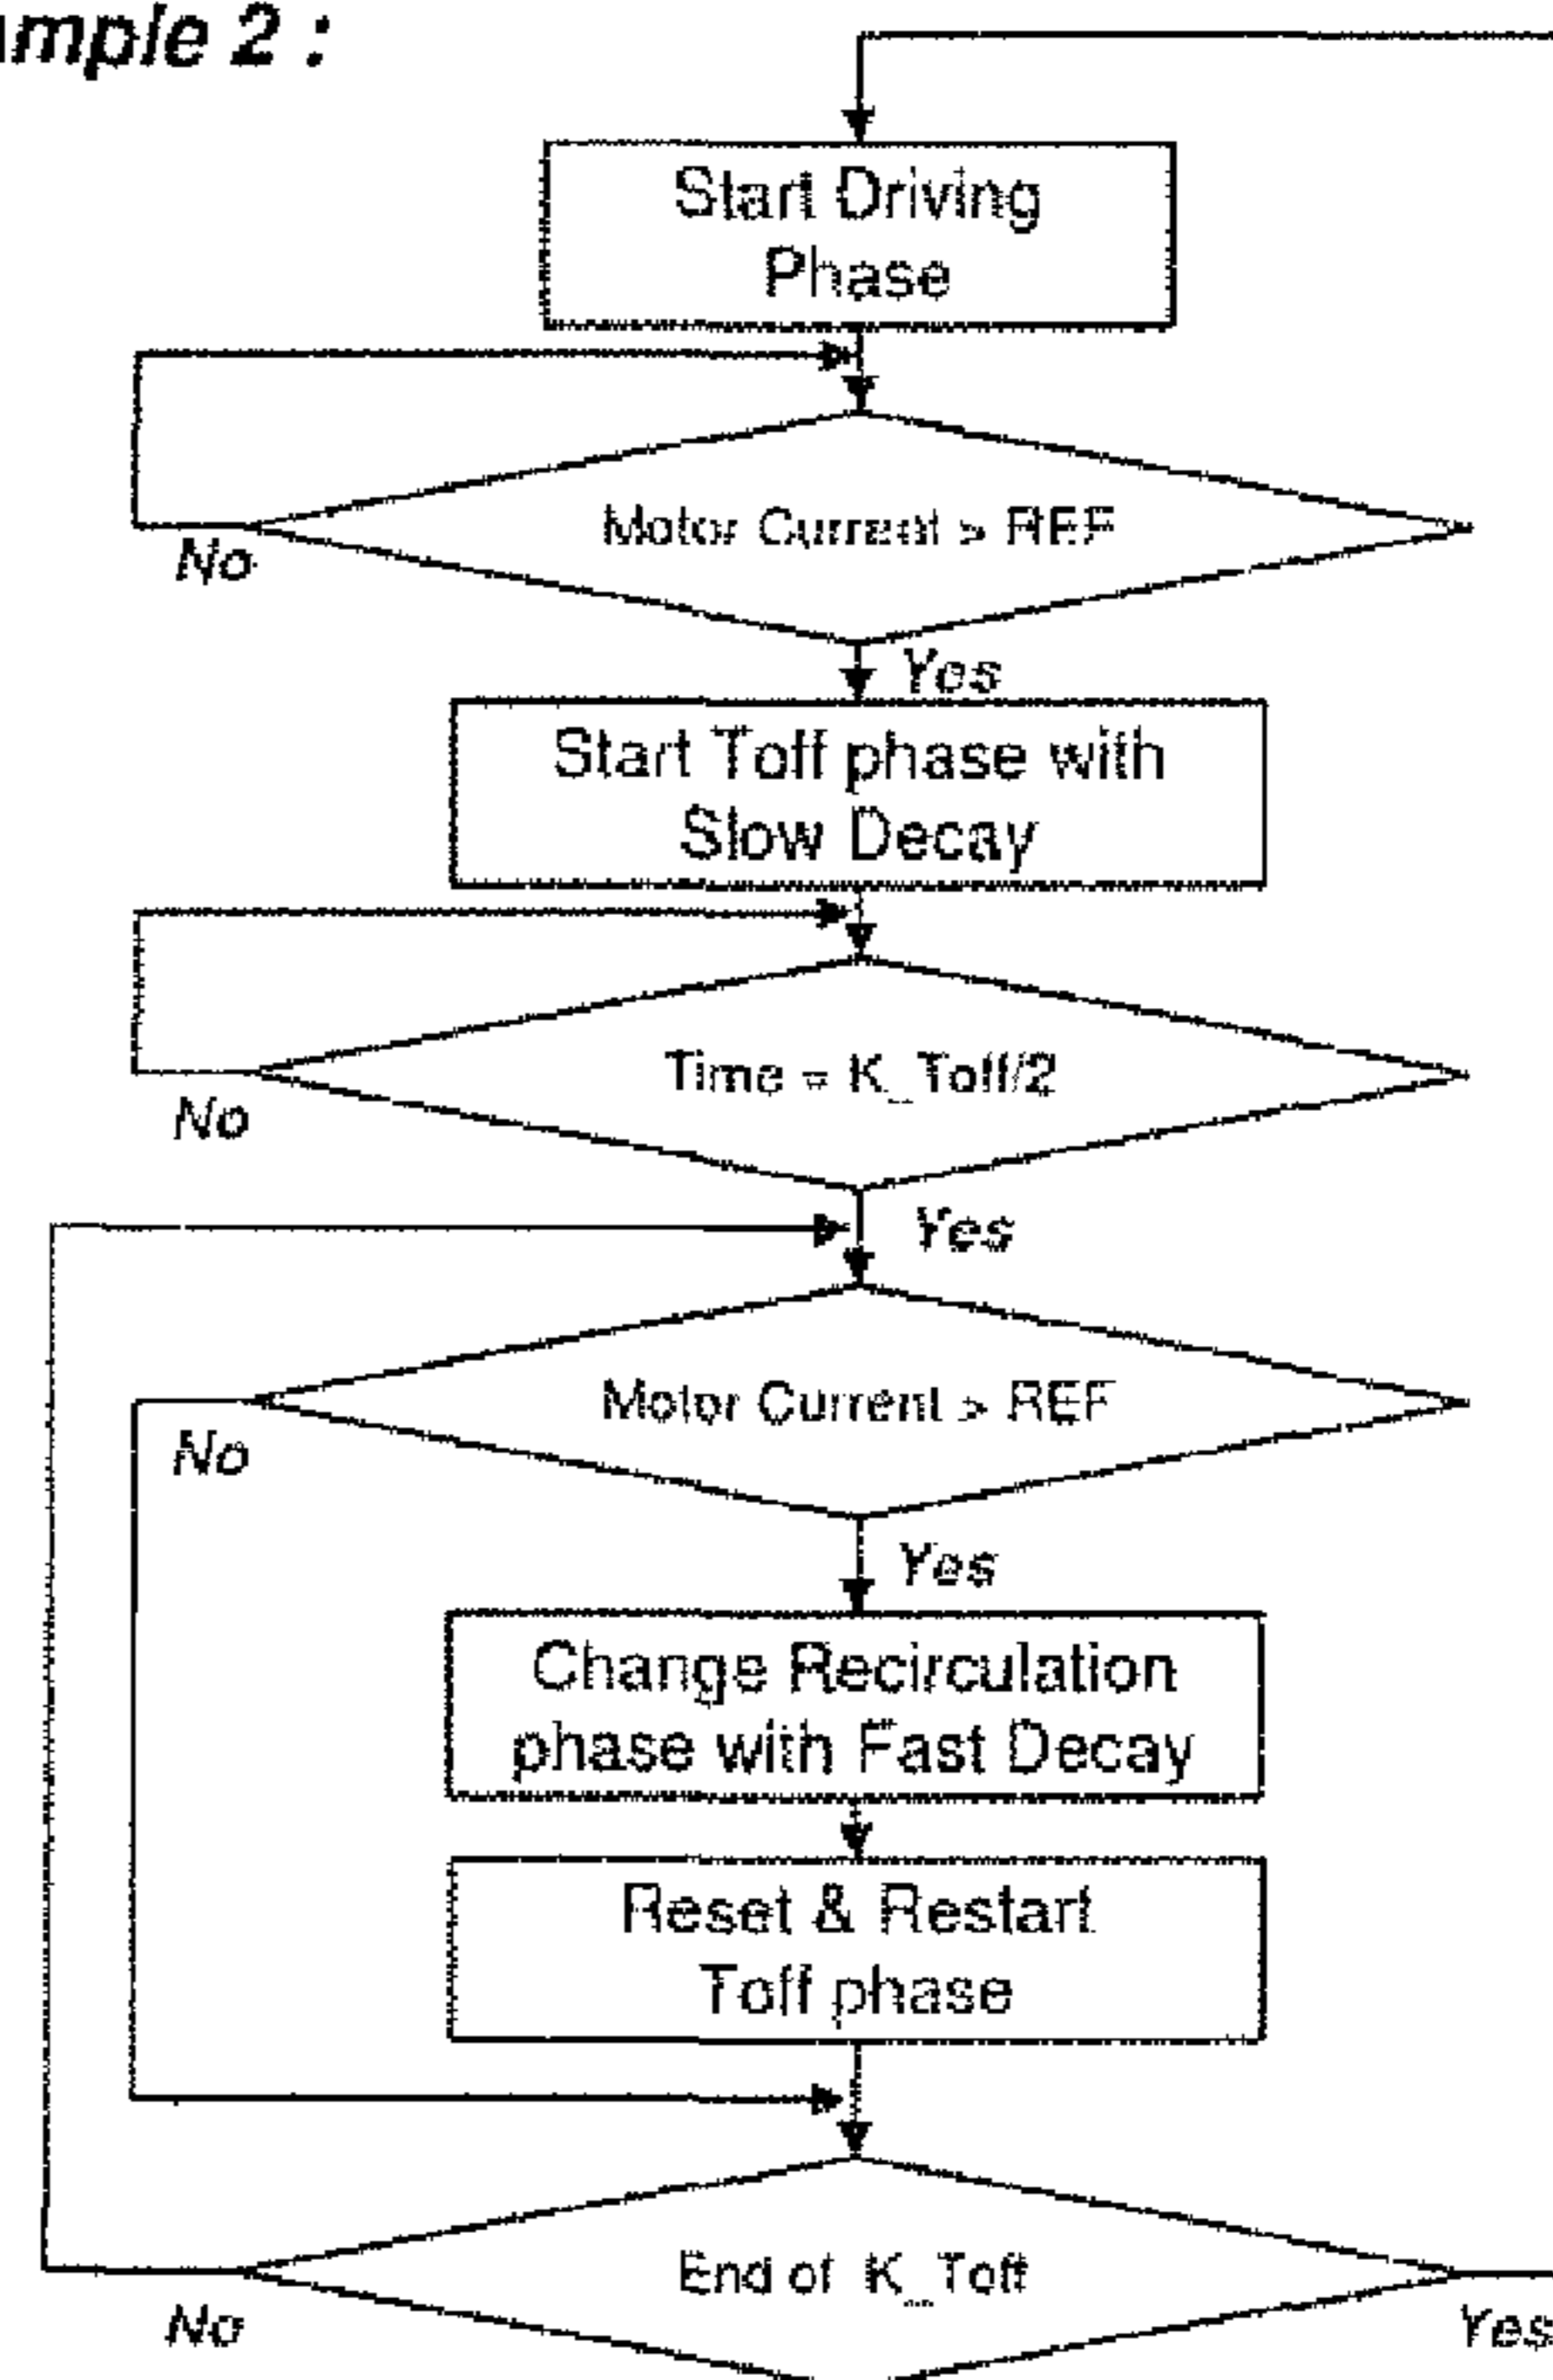 mple 2 :
Start Driving
Phase
Motor Current > REF
No
Yes
Start Toff phase with
Slow Decay
Time = K_Toff/2
No
Yes
Motor Current > REF
No
Yes
Change Recirculation
phase with Fast Decay
Reset & Restart
Toff phase
End of K_Toff
No
Yes